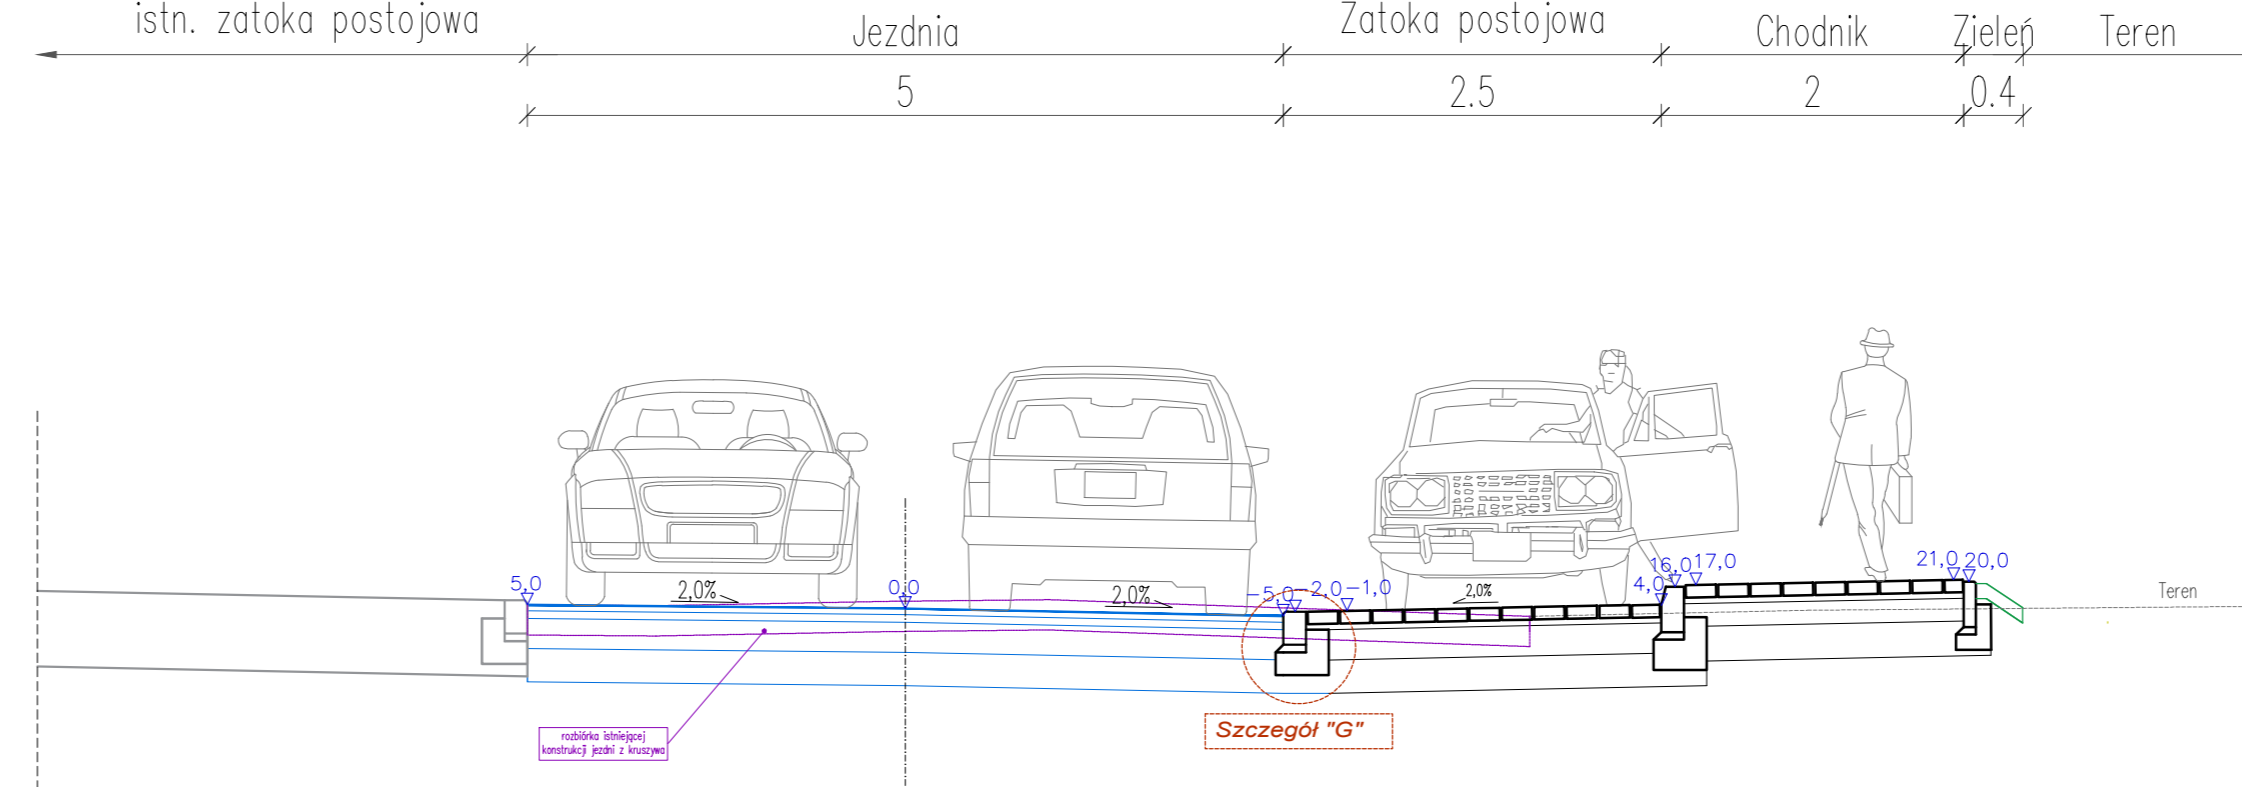 istn. zatoka postojowa
Jezdnia
Zatoka postojowa
Chodnik
Zieleń
Teren
5
2.5
2
0.4
5,0
2,0%
0,0
2,0%
-5,0
-2,0
-1,0
2,0%
4,0
16,0
17,0
21,0
20,0
Teren
rozbiórka istniejącej
konstrukcji jezdni z kruszywa
Szczegół "G"